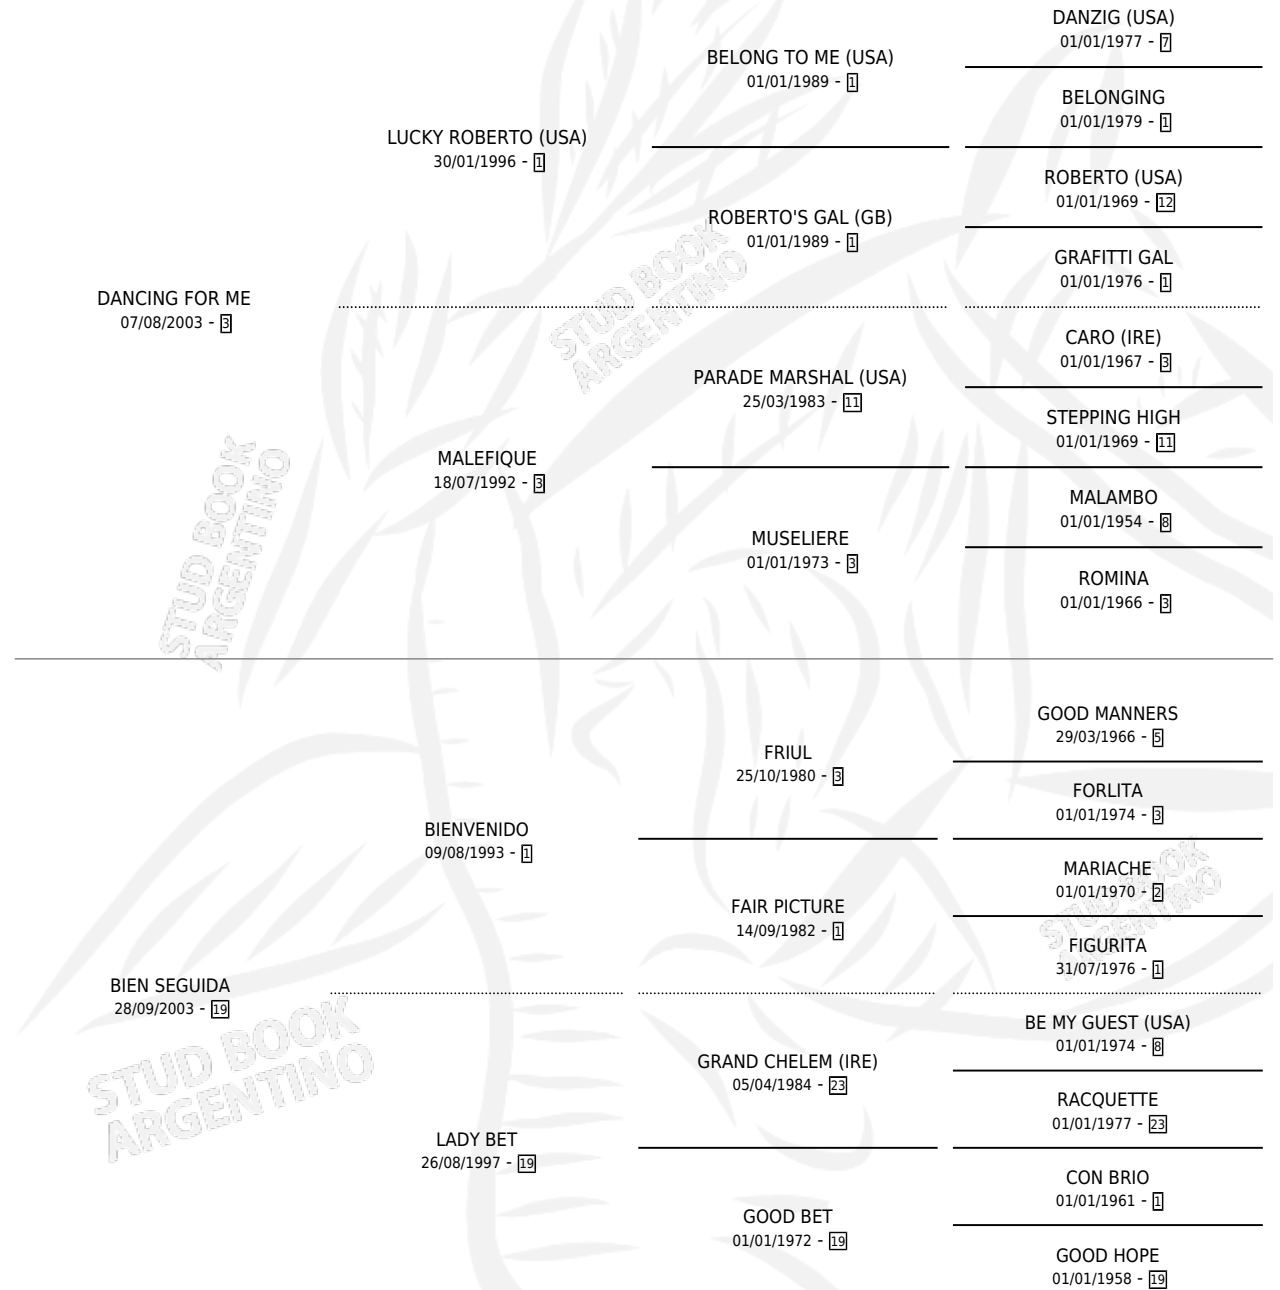 DANZIG (USA)
01/01/1977 - 7
BELONG TO ME (USA)
01/01/1989 - 1
BELONGING
01/01/1979 - 1
LUCKY ROBERTO (USA)
30/01/1996 - 1
ROBERTO (USA)
01/01/1969 - 12
ROBERTO'S GAL (GB)
01/01/1989 - 1
GRAFITTI GAL
01/01/1976 - 1
DANCING FOR ME
07/08/2003 - 3
STUD BOOK
ARGENTINO
CARO (IRE)
01/01/1967 - 3
PARADE MARSHAL (USA)
25/03/1983 - 11
STEPPING HIGH
01/01/1969 - 11
MALEFIQUE
18/07/1992 - 3
MALAMBO
01/01/1954 - 8
MUSELIERE
01/01/1973 - 3
ROMINA
01/01/1966 - 3
STUD BOOK
ARGENTINO
GOOD MANNERS
29/03/1966 - 5
FRIUL
25/10/1980 - 3
FORLITA
01/01/1974 - 3
BIENVENIDO
09/08/1993 - 1
MARIACHE
01/01/1970 - 2
FAIR PICTURE
14/09/1982 - 1
FIGURITA
31/07/1976 - 1
STUD BOOK
ARGENTINO
BIEN SEGUIDA
28/09/2003 - 19
BE MY GUEST (USA)
01/01/1974 - 8
GRAND CHELEM (IRE)
05/04/1984 - 23
RACQUETTE
01/01/1977 - 23
STUD BOOK
ARGENTINO
LADY BET
26/08/1997 - 19
CON BRIO
01/01/1961 - 1
GOOD BET
01/01/1972 - 19
GOOD HOPE
01/01/1958 - 19